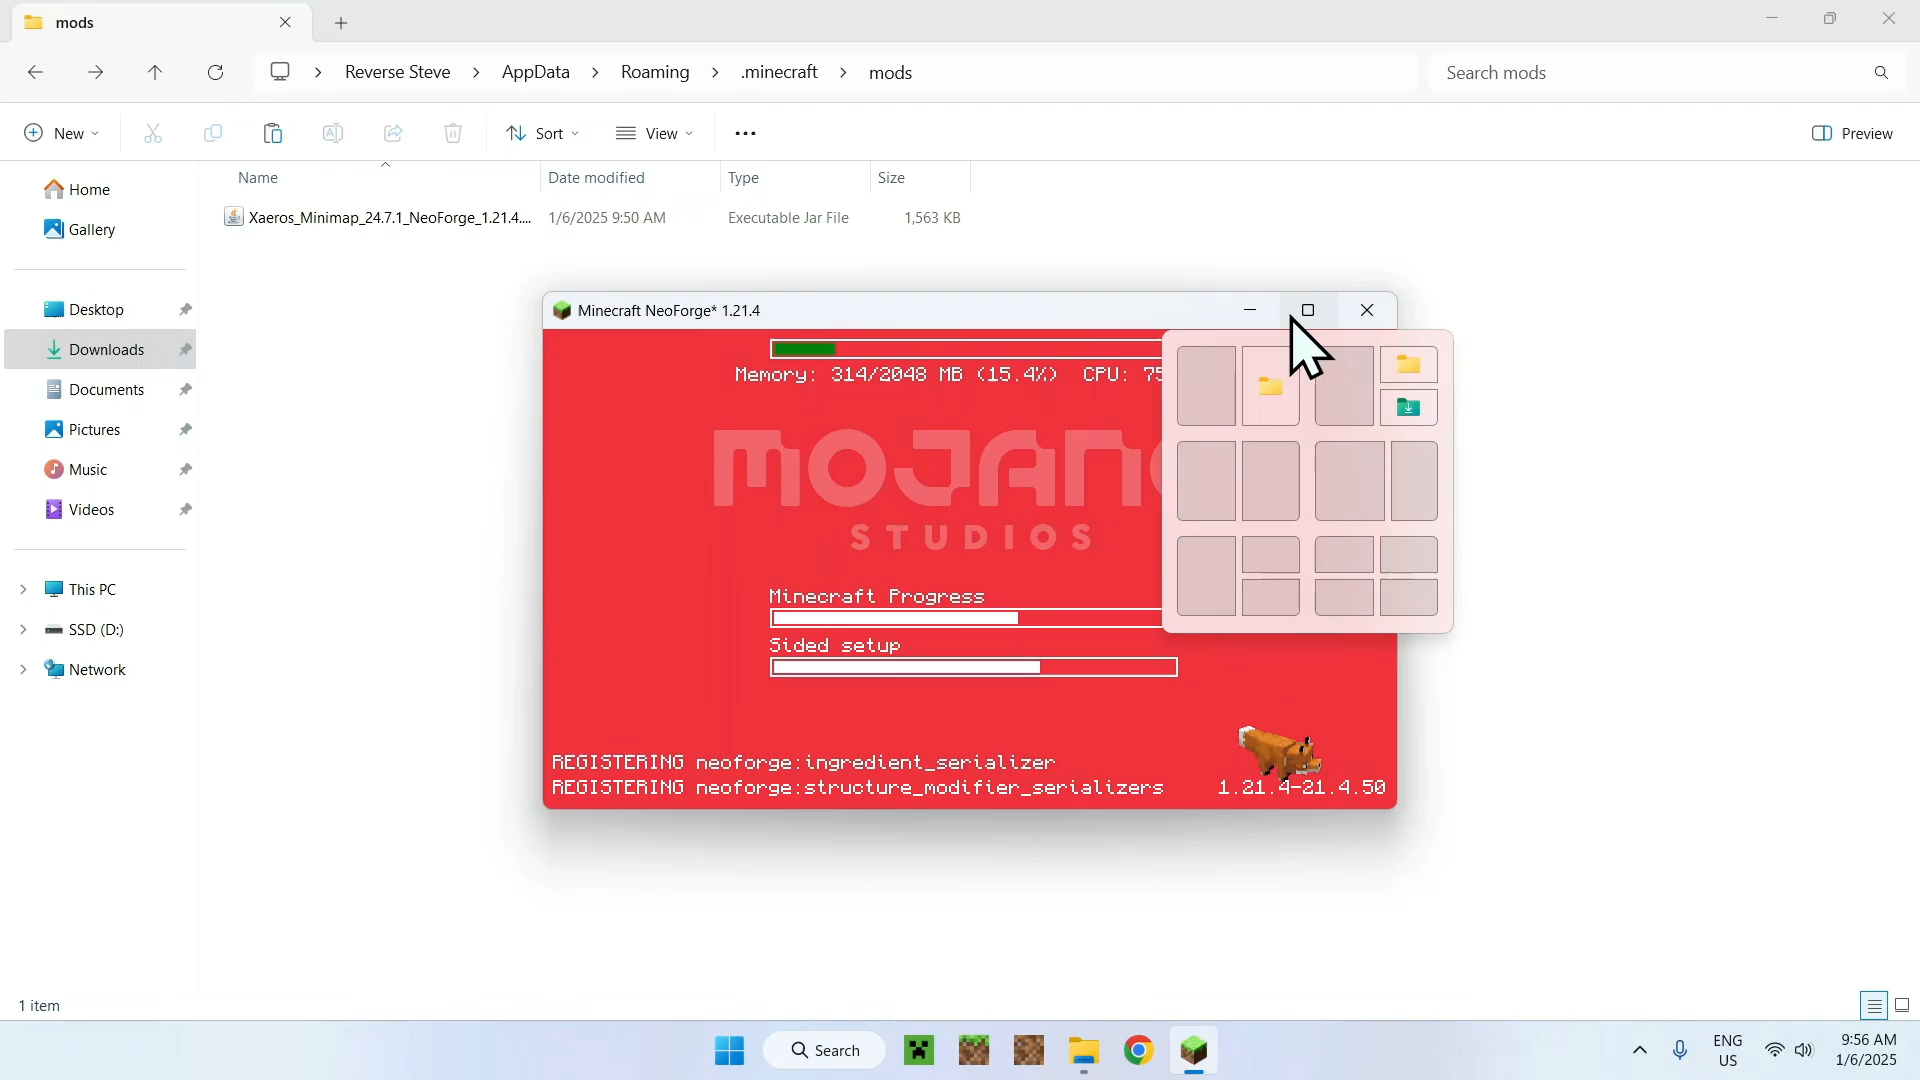 mods
Reverse Steve > AppData > Roaming > .minecraft > mods
Search mods
New
Sort
View
Preview
Name
Date modified
Type
Size
Xaeros_Minimap_24.7.1_NeoForge_1.21.4....
1/6/2025 9:50 AM
Executable Jar File
1,563 KB
Home
Gallery
Desktop
Downloads
Documents
Pictures
Music
Videos
This PC
SSD (D:)
Network
Minecraft NeoForge* 1.21.4
Memory: 314/2048 MB (15.4%) CPU: 75
MOJANG
STUDIOS
Minecraft Progress
Sided setup
REGISTERING neoforge:ingredient_serializer
REGISTERING neoforge:structure_modifier_serializers
1.21.4-21.4.50
1 item
Search
ENG
US
9:56 AM
1/6/2025